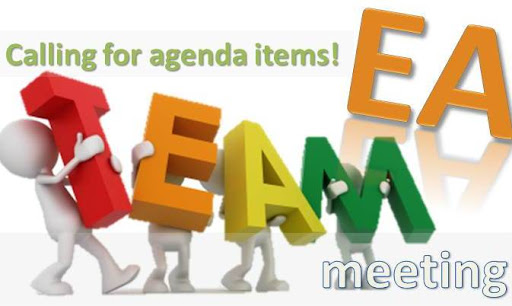 Calling for agenda items!
EA
TEAM
meeting